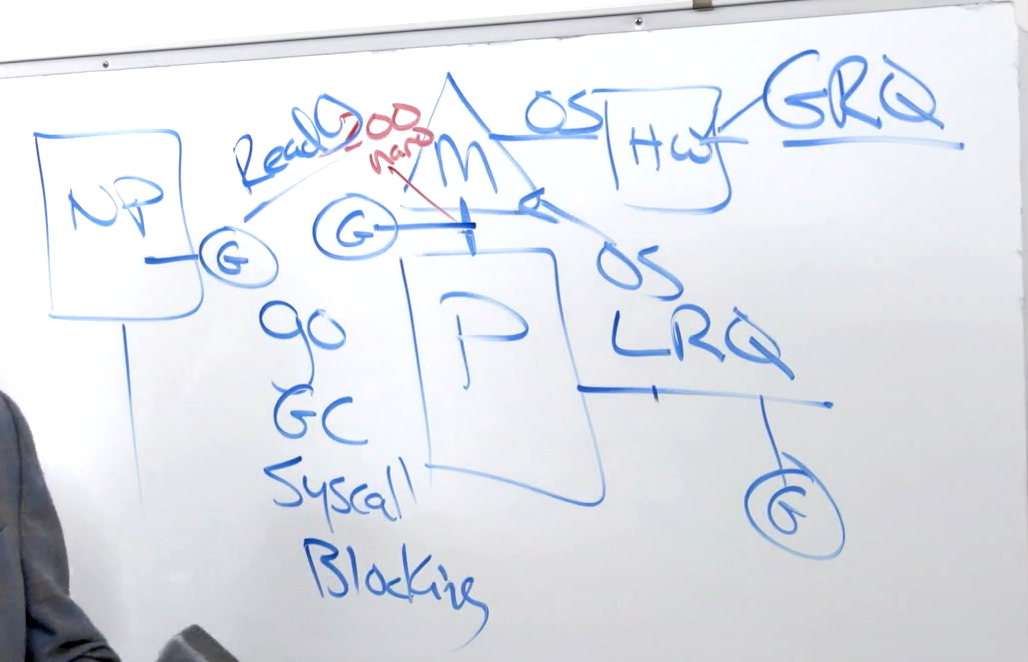 NP
G
Read()
200
nano
M
OS
HW
GRQ
G
OS
P
LRQ
G
go
GC
Syscall
Blocking